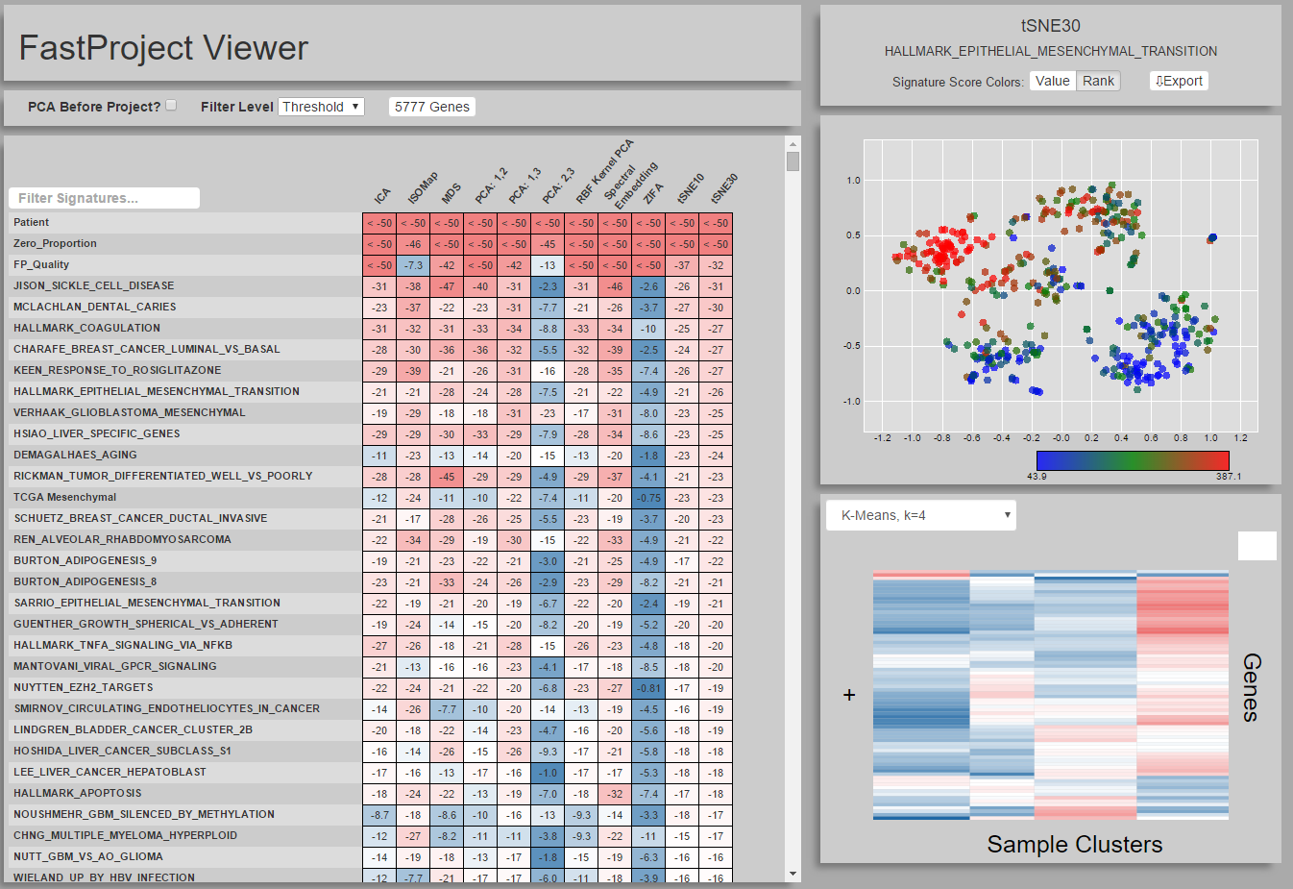 FastProject Viewer
PCA Before Project? Filter Level Threshold ▼ 5777 Genes
Filter Signatures...
ICA ISOMap MDS PCA: 1,2 PCA: 1,3 PCA: 2,3 RBF Kernel PCA Spectral Embedding ZIFA tSNE10 tSNE30
Patient < -50 < -50 < -50 < -50 < -50 < -50 < -50 < -50 < -50 < -50 < -50
Zero_Proportion < -50 -46 < -50 < -50 < -50 -45 < -50 < -50 < -50 < -50 < -50
FP_Quality < -50 -7.3 -42 < -50 -42 -13 < -50 < -50 < -50 -37 -32
JISON_SICKLE_CELL_DISEASE -31 -38 -47 -40 -31 -2.3 -31 -46 -2.6 -26 -31
MCLACHLAN_DENTAL_CARIES -23 -37 -22 -23 -31 -7.7 -21 -26 -3.7 -27 -30
HALLMARK_COAGULATION -31 -32 -31 -33 -34 -8.8 -33 -34 -10 -25 -27
CHARAFE_BREAST_CANCER_LUMINAL_VS_BASAL -28 -30 -36 -36 -32 -5.5 -32 -39 -2.5 -24 -27
KEEN_RESPONSE_TO_ROSIGLITAZONE -29 -39 -21 -26 -31 -16 -28 -35 -7.4 -26 -27
HALLMARK_EPITHELIAL_MESENCHYMAL_TRANSITION -21 -21 -28 -24 -28 -7.5 -21 -22 -4.9 -21 -26
VERHAAK_GLIOBLASTOMA_MESENCHYMAL -19 -29 -18 -18 -31 -23 -17 -31 -8.0 -23 -25
HSIAO_LIVER_SPECIFIC_GENES -29 -29 -30 -33 -29 -7.9 -28 -34 -8.6 -23 -25
DEMAGALHAES_AGING -11 -23 -13 -14 -20 -15 -13 -20 -1.8 -23 -24
RICKMAN_TUMOR_DIFFERENTIATED_WELL_VS_POORLY -28 -28 -45 -29 -29 -4.9 -29 -37 -4.1 -21 -23
TCGA Mesenchymal -12 -24 -11 -10 -22 -7.4 -11 -20 -0.75 -23 -23
SCHUETZ_BREAST_CANCER_DUCTAL_INVASIVE -21 -17 -28 -26 -25 -5.5 -23 -19 -3.7 -20 -23
REN_ALVEOLAR_RHABDOMYOSARCOMA -22 -34 -29 -19 -30 -15 -22 -33 -4.9 -21 -22
BURTON_ADIPOGENESIS_9 -19 -21 -23 -22 -21 -3.0 -21 -25 -4.9 -17 -22
BURTON_ADIPOGENESIS_8 -23 -21 -33 -24 -26 -2.9 -23 -29 -8.2 -21 -21
SARRIO_EPITHELIAL_MESENCHYMAL_TRANSITION -22 -19 -21 -20 -19 -6.7 -22 -20 -2.4 -19 -21
GUENTHER_GROWTH_SPHERICAL_VS_ADHERENT -19 -24 -14 -15 -20 -8.2 -20 -19 -5.2 -20 -20
HALLMARK_TNFA_SIGNALING_VIA_NFKB -27 -26 -18 -21 -28 -15 -26 -23 -4.8 -18 -20
MANTOVANI_VIRAL_GPCR_SIGNALING -21 -13 -16 -16 -23 -4.1 -17 -18 -8.5 -18 -20
NUYTTEN_EZH2_TARGETS -22 -24 -21 -22 -20 -6.8 -23 -27 -0.81 -17 -19
SMIRNOV_CIRCULATING_ENDOTHELIOCYTES_IN_CANCER -14 -26 -7.7 -10 -20 -14 -13 -19 -4.5 -16 -19
LINDGREN_BLADDER_CANCER_CLUSTER_2B -20 -18 -22 -14 -23 -4.7 -16 -20 -5.6 -18 -19
HOSHIDA_LIVER_CANCER_SUBCLASS_S1 -16 -14 -26 -15 -26 -9.3 -17 -21 -5.8 -18 -18
LEE_LIVER_CANCER_HEPATOBLAST -17 -16 -13 -17 -16 -1.0 -17 -17 -5.3 -18 -18
HALLMARK_APOPTOSIS -18 -24 -22 -13 -19 -7.0 -18 -32 -7.4 -17 -18
NOUSHMEHR_GBM_SILENCED_BY_METHYLATION -8.7 -18 -8.6 -10 -16 -13 -9.3 -14 -3.3 -18 -17
CHNG_MULTIPLE_MYELOMA_HYPERPLOID -12 -27 -8.2 -11 -11 -3.8 -9.3 -22 -11 -15 -17
NUTT_GBM_VS_AO_GLIOMA -14 -19 -18 -13 -17 -1.8 -15 -19 -6.3 -16 -16
WIELAND_UP_BY_HBV_INFECTION -12 -7.7 -21 -17 -17 -6.0 -11 -18 -3.9 -16 -16
tSNE30
HALLMARK_EPITHELIAL_MESENCHYMAL_TRANSITION
Signature Score Colors: Value Rank ⇩Export
1.0
0.5
0.0
-0.5
-1.0
-1.2 -1.0 -0.8 -0.6 -0.4 -0.2 -0.0 0.2 0.4 0.6 0.8 1.0 1.2
43.9 387.1
K-Means, k=4 ▼
+
Genes
Sample Clusters